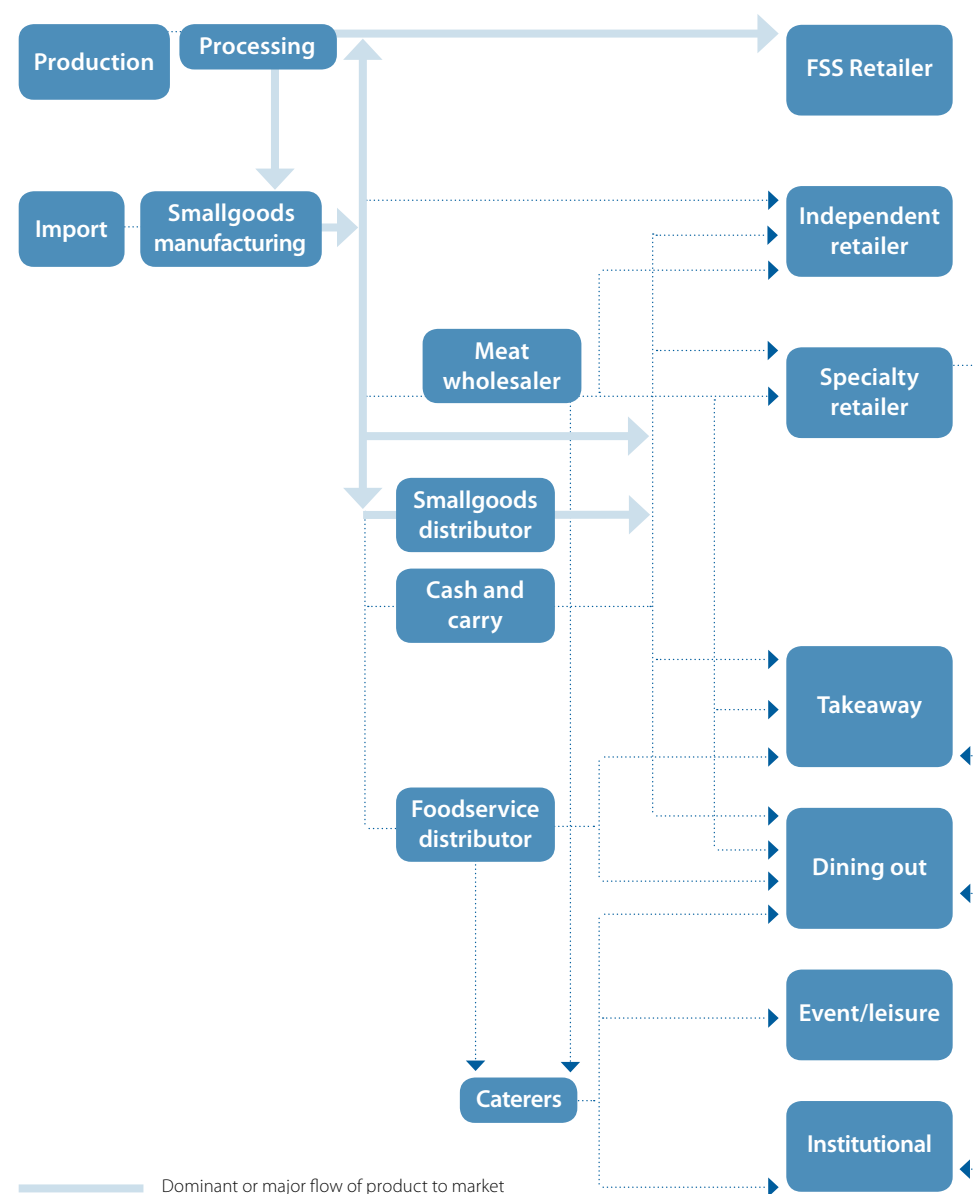 Production
Processing
FSS Retailer
Import
Smallgoods
manufacturing
Independent
retailer
Meat
wholesaler
Specialty
retailer
Smallgoods
distributor
Cash and
carry
Takeaway
Foodservice
distributor
Dining out
Event/leisure
Caterers
Institutional
Dominant or major flow of product to market